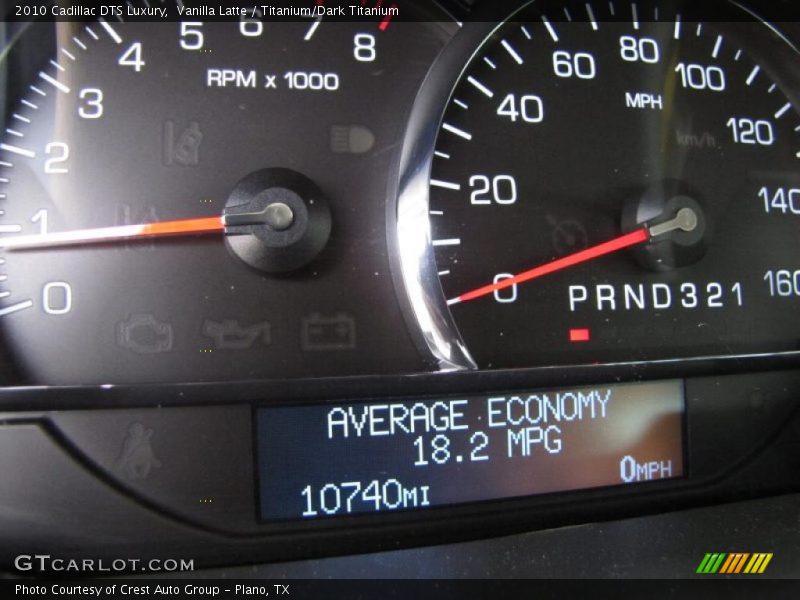 2010 Cadillac DTS Luxury, Vanilla Latte / Titanium/Dark Titanium
0 1 2 3 4 5 6 7 8
RPM x 1000
0 20 40 60 80 100 120 140 160
MPH
km/h
PRND321
AVERAGE ECONOMY
18.2 MPG
0MPH
10740MI
GTCARLOT.COM
Photo Courtesy of Crest Auto Group - Plano, TX